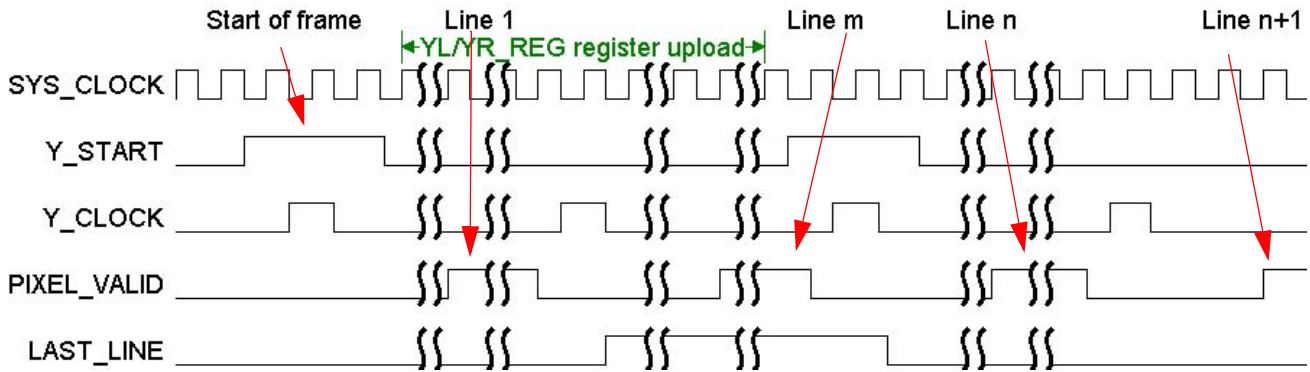 Start of frame Line 1 Line m Line n Line n+1
YL/YR_REG register upload
SYS_CLOCK
Y_START
Y_CLOCK
PIXEL_VALID
LAST_LINE